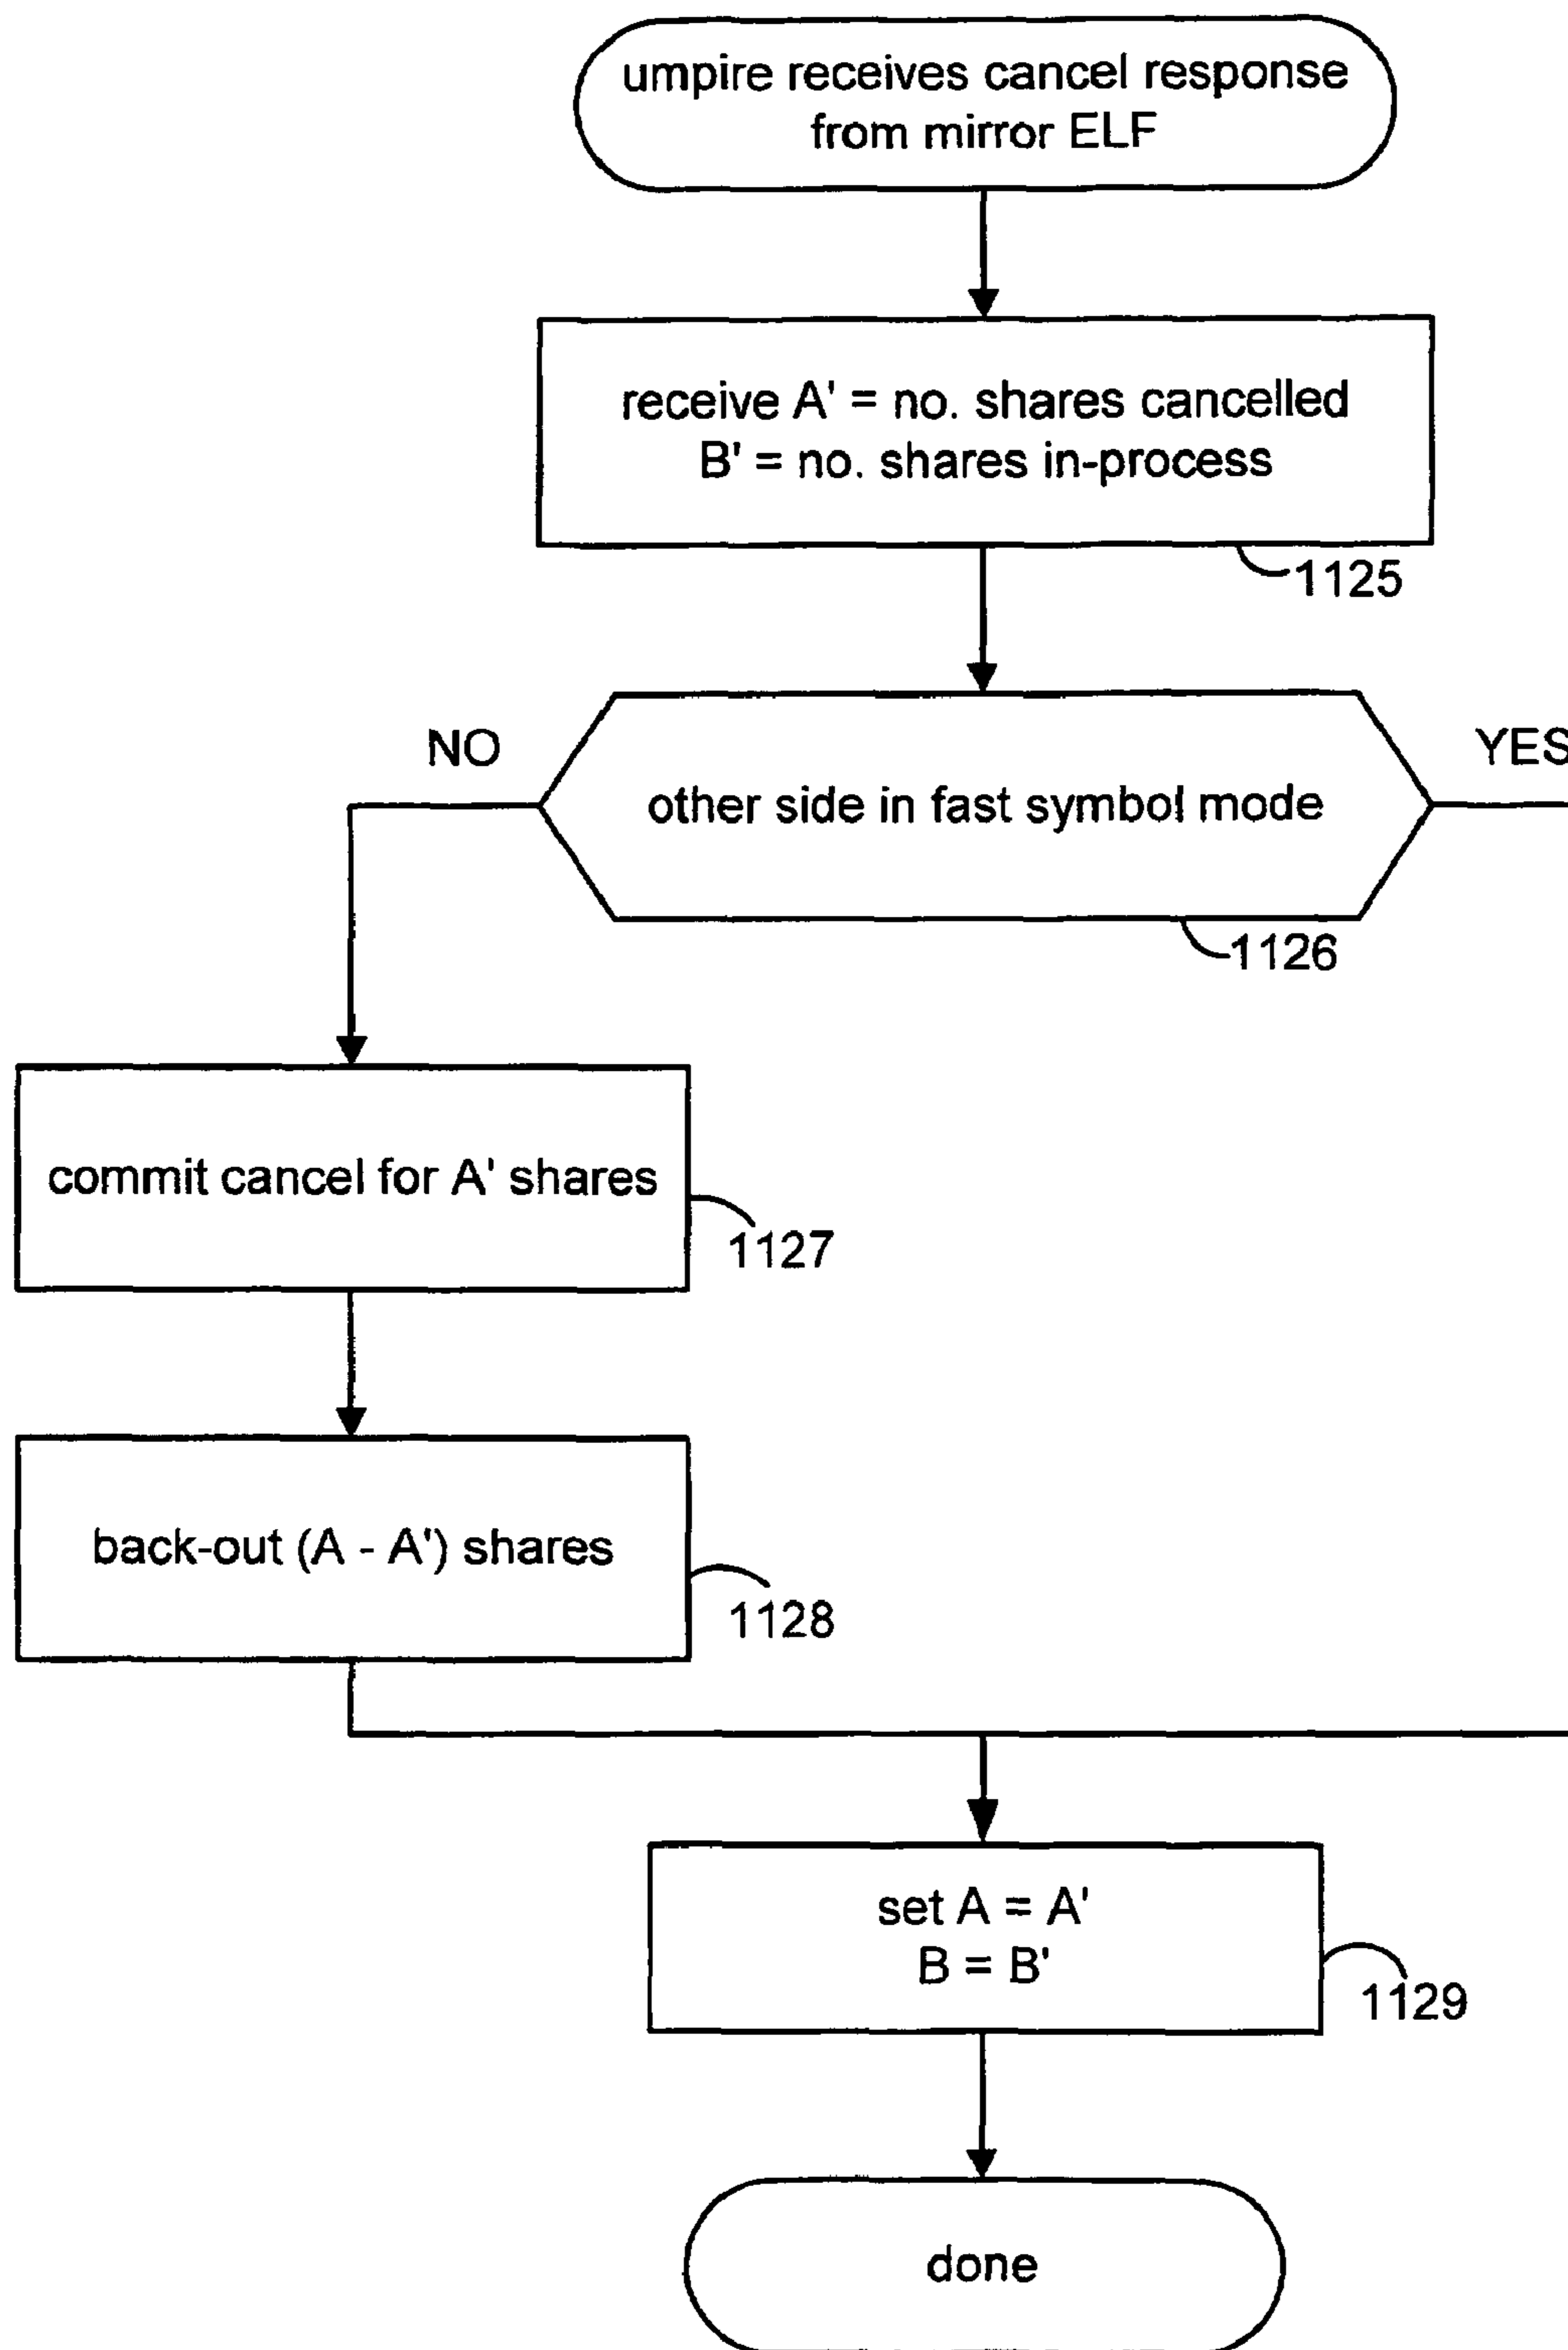 umpire receives cancel response
from mirror ELF
receive A' = no. shares cancelled
B' = no. shares in-process
1125
NO
YES
other side in fast symbol mode
1126
commit cancel for A' shares
1127
back-out (A - A') shares
1128
set A = A'
B = B'
1129
done